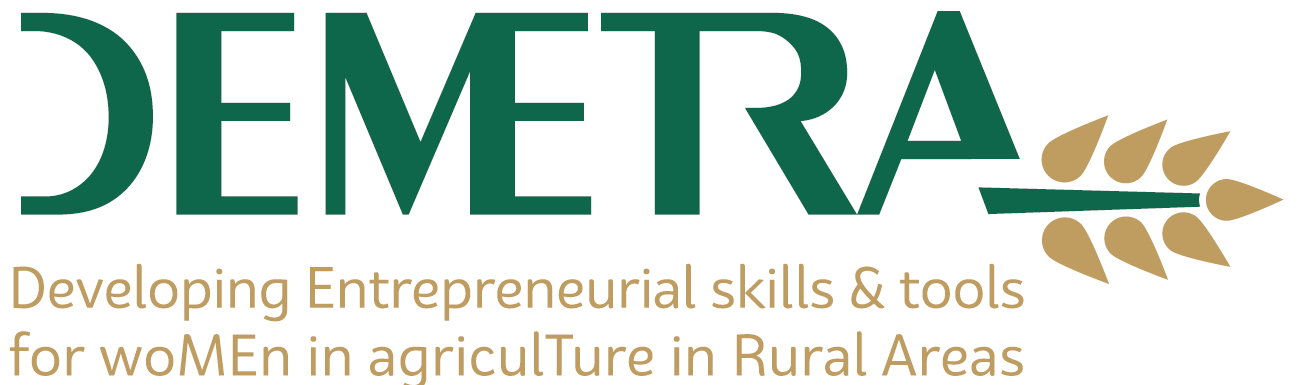 DEMETRA
Developing Entrepreneurial skills & tools
for woMEn in agriculTure in Rural Areas